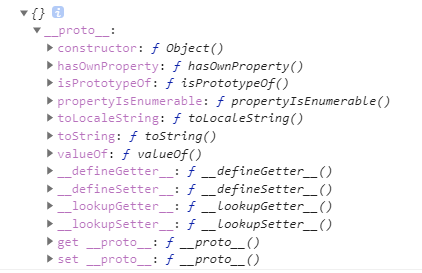 ▼{} i
▼__proto__:
▶constructor: ƒ Object()
▶hasOwnProperty: ƒ hasOwnProperty()
▶isPrototypeOf: ƒ isPrototypeOf()
▶propertyIsEnumerable: ƒ propertyIsEnumerable()
▶toLocaleString: ƒ toLocaleString()
▶toString: ƒ toString()
▶valueOf: ƒ valueOf()
▶__defineGetter__: ƒ __defineGetter__()
▶__defineSetter__: ƒ __defineSetter__()
▶__lookupGetter__: ƒ __lookupGetter__()
▶__lookupSetter__: ƒ __lookupSetter__()
▶get __proto__: ƒ __proto__()
▶set __proto__: ƒ __proto__()